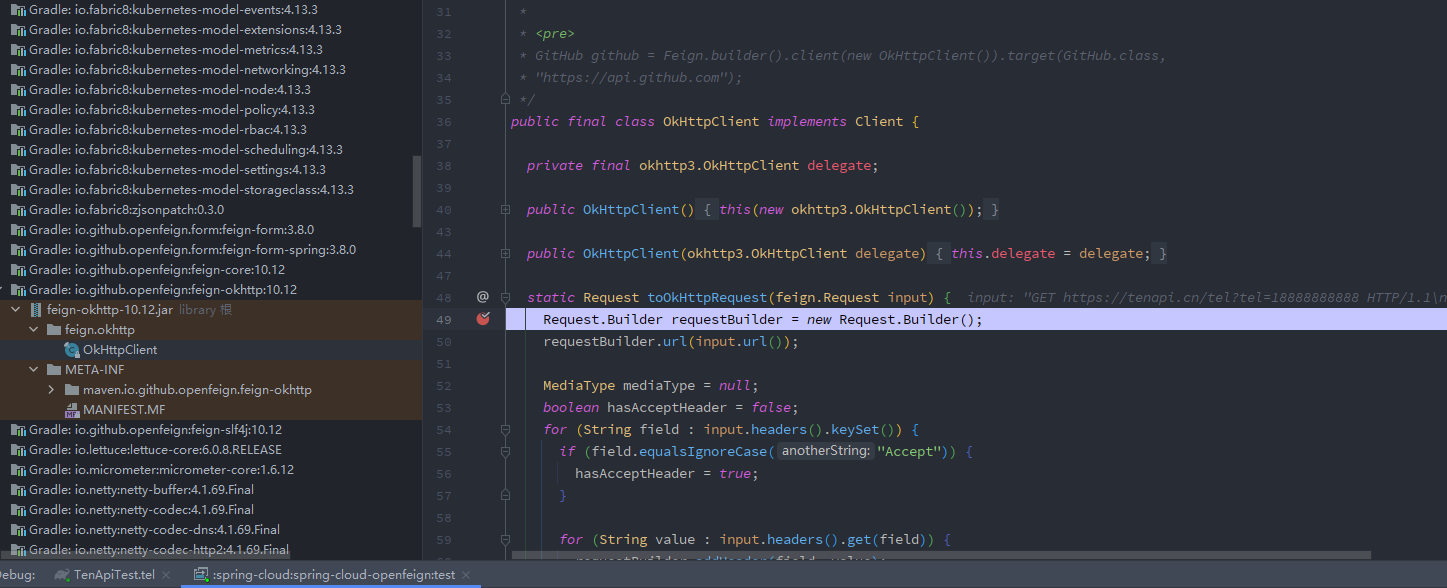 Gradle: io.fabric8:kubernetes-model-events:4.13.3
Gradle: io.fabric8:kubernetes-model-extensions:4.13.3
Gradle: io.fabric8:kubernetes-model-metrics:4.13.3
Gradle: io.fabric8:kubernetes-model-networking:4.13.3
Gradle: io.fabric8:kubernetes-model-node:4.13.3
Gradle: io.fabric8:kubernetes-model-policy:4.13.3
Gradle: io.fabric8:kubernetes-model-rbac:4.13.3
Gradle: io.fabric8:kubernetes-model-scheduling:4.13.3
Gradle: io.fabric8:kubernetes-model-settings:4.13.3
Gradle: io.fabric8:kubernetes-model-storageclass:4.13.3
Gradle: io.fabric8:zjsonpatch:0.3.0
Gradle: io.github.openfeign.form:feign-form:3.8.0
Gradle: io.github.openfeign.form:feign-form-spring:3.8.0
Gradle: io.github.openfeign:feign-core:10.12
Gradle: io.github.openfeign:feign-okhttp:10.12
feign-okhttp-10.12.jar library 根
feign.okhttp
OkHttpClient
META-INF
maven.io.github.openfeign.feign-okhttp
MANIFEST.MF
Gradle: io.github.openfeign:feign-slf4j:10.12
Gradle: io.lettuce:lettuce-core:6.0.8.RELEASE
Gradle: io.micrometer:micrometer-core:1.6.12
Gradle: io.netty:netty-buffer:4.1.69.Final
Gradle: io.netty:netty-codec:4.1.69.Final
Gradle: io.netty:netty-codec-dns:4.1.69.Final
Gradle: io.netty:netty-codec-http2:4.1.69.Final
31 *
32 * <pre>
33 * GitHub github = Feign.builder().client(new OkHttpClient()).target(GitHub.class,
34 * "https://api.github.com");
35 */
36 public final class OkHttpClient implements Client {
37
38 private final okhttp3.OkHttpClient delegate;
39
40 public OkHttpClient() { this(new okhttp3.OkHttpClient()); }
43
44 public OkHttpClient(okhttp3.OkHttpClient delegate) { this.delegate = delegate; }
47
48 @ static Request toOkHttpRequest(feign.Request input) { input: "GET https://tenapi.cn/tel?tel=18888888888 HTTP/1.1\n
49 Request.Builder requestBuilder = new Request.Builder();
50 requestBuilder.url(input.url());
51
52 MediaType mediaType = null;
53 boolean hasAcceptHeader = false;
54 for (String field : input.headers().keySet()) {
55 if (field.equalsIgnoreCase( anotherString: "Accept")) {
56 hasAcceptHeader = true;
57 }
58
59 for (String value : input.headers().get(field)) {
requestBuilder.addHeader(field, value);
ebug: TenApiTest.tel × :spring-cloud:spring-cloud-openfeign:test ×